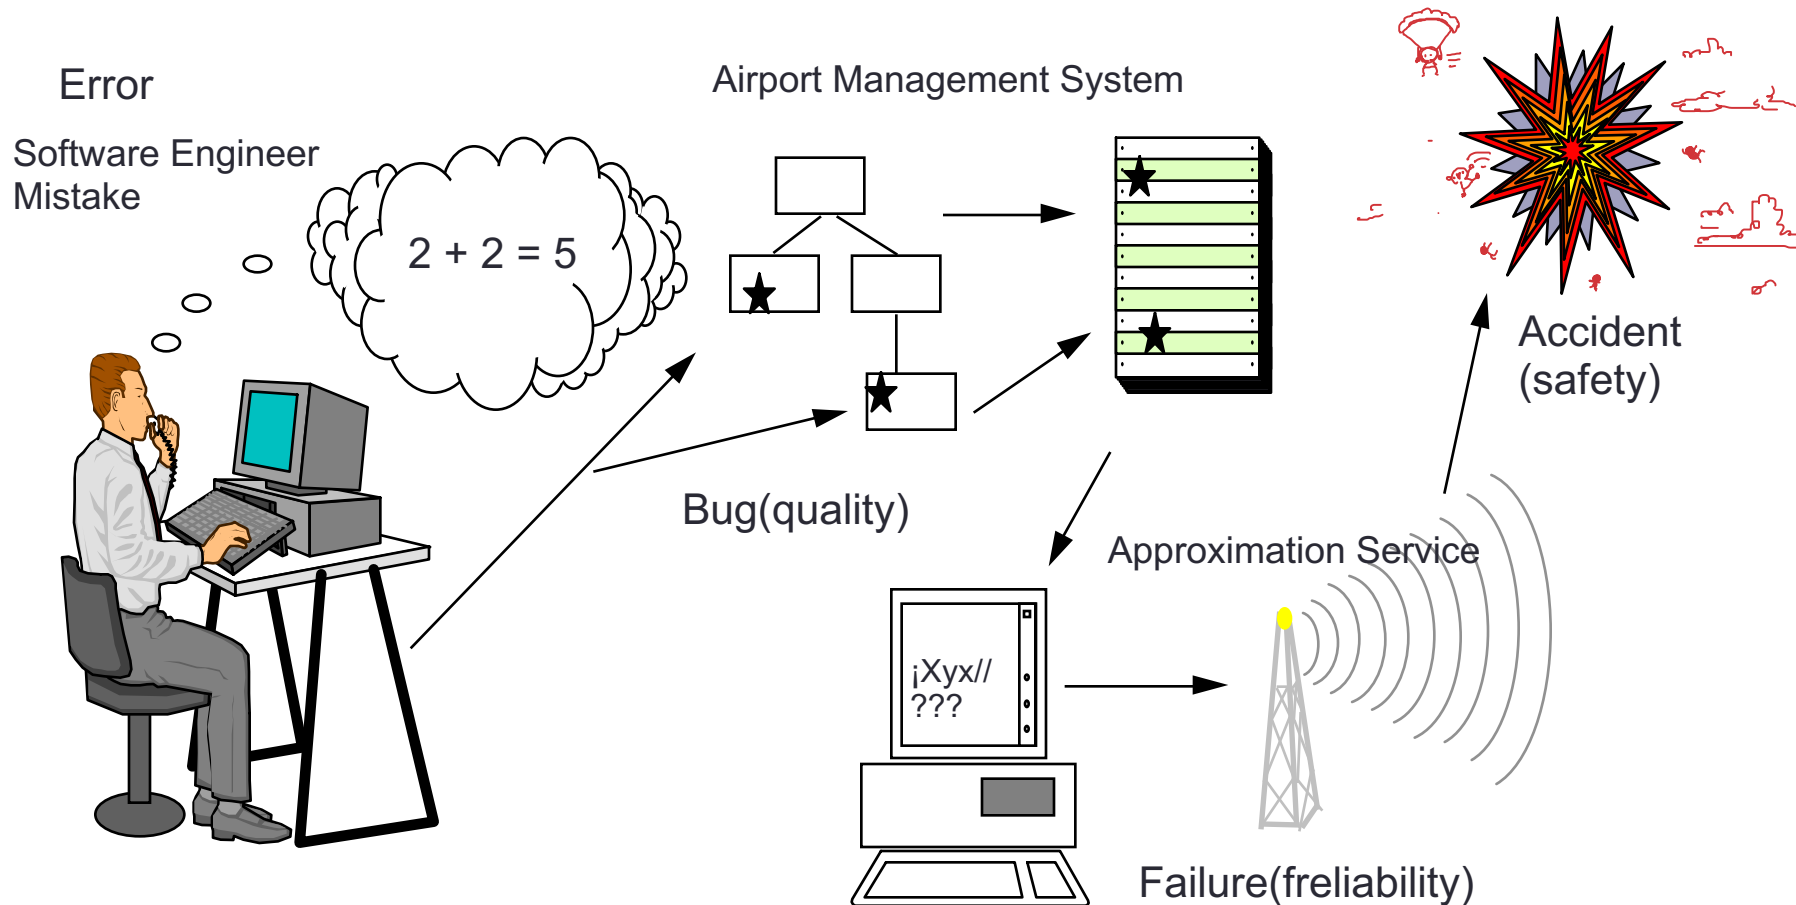 Error
Software Engineer
Mistake
2 + 2 = 5
Airport Management System
Bug(quality)
Accident
(safety)
Approximation Service
¡Xyx//
???
Failure(freliability)